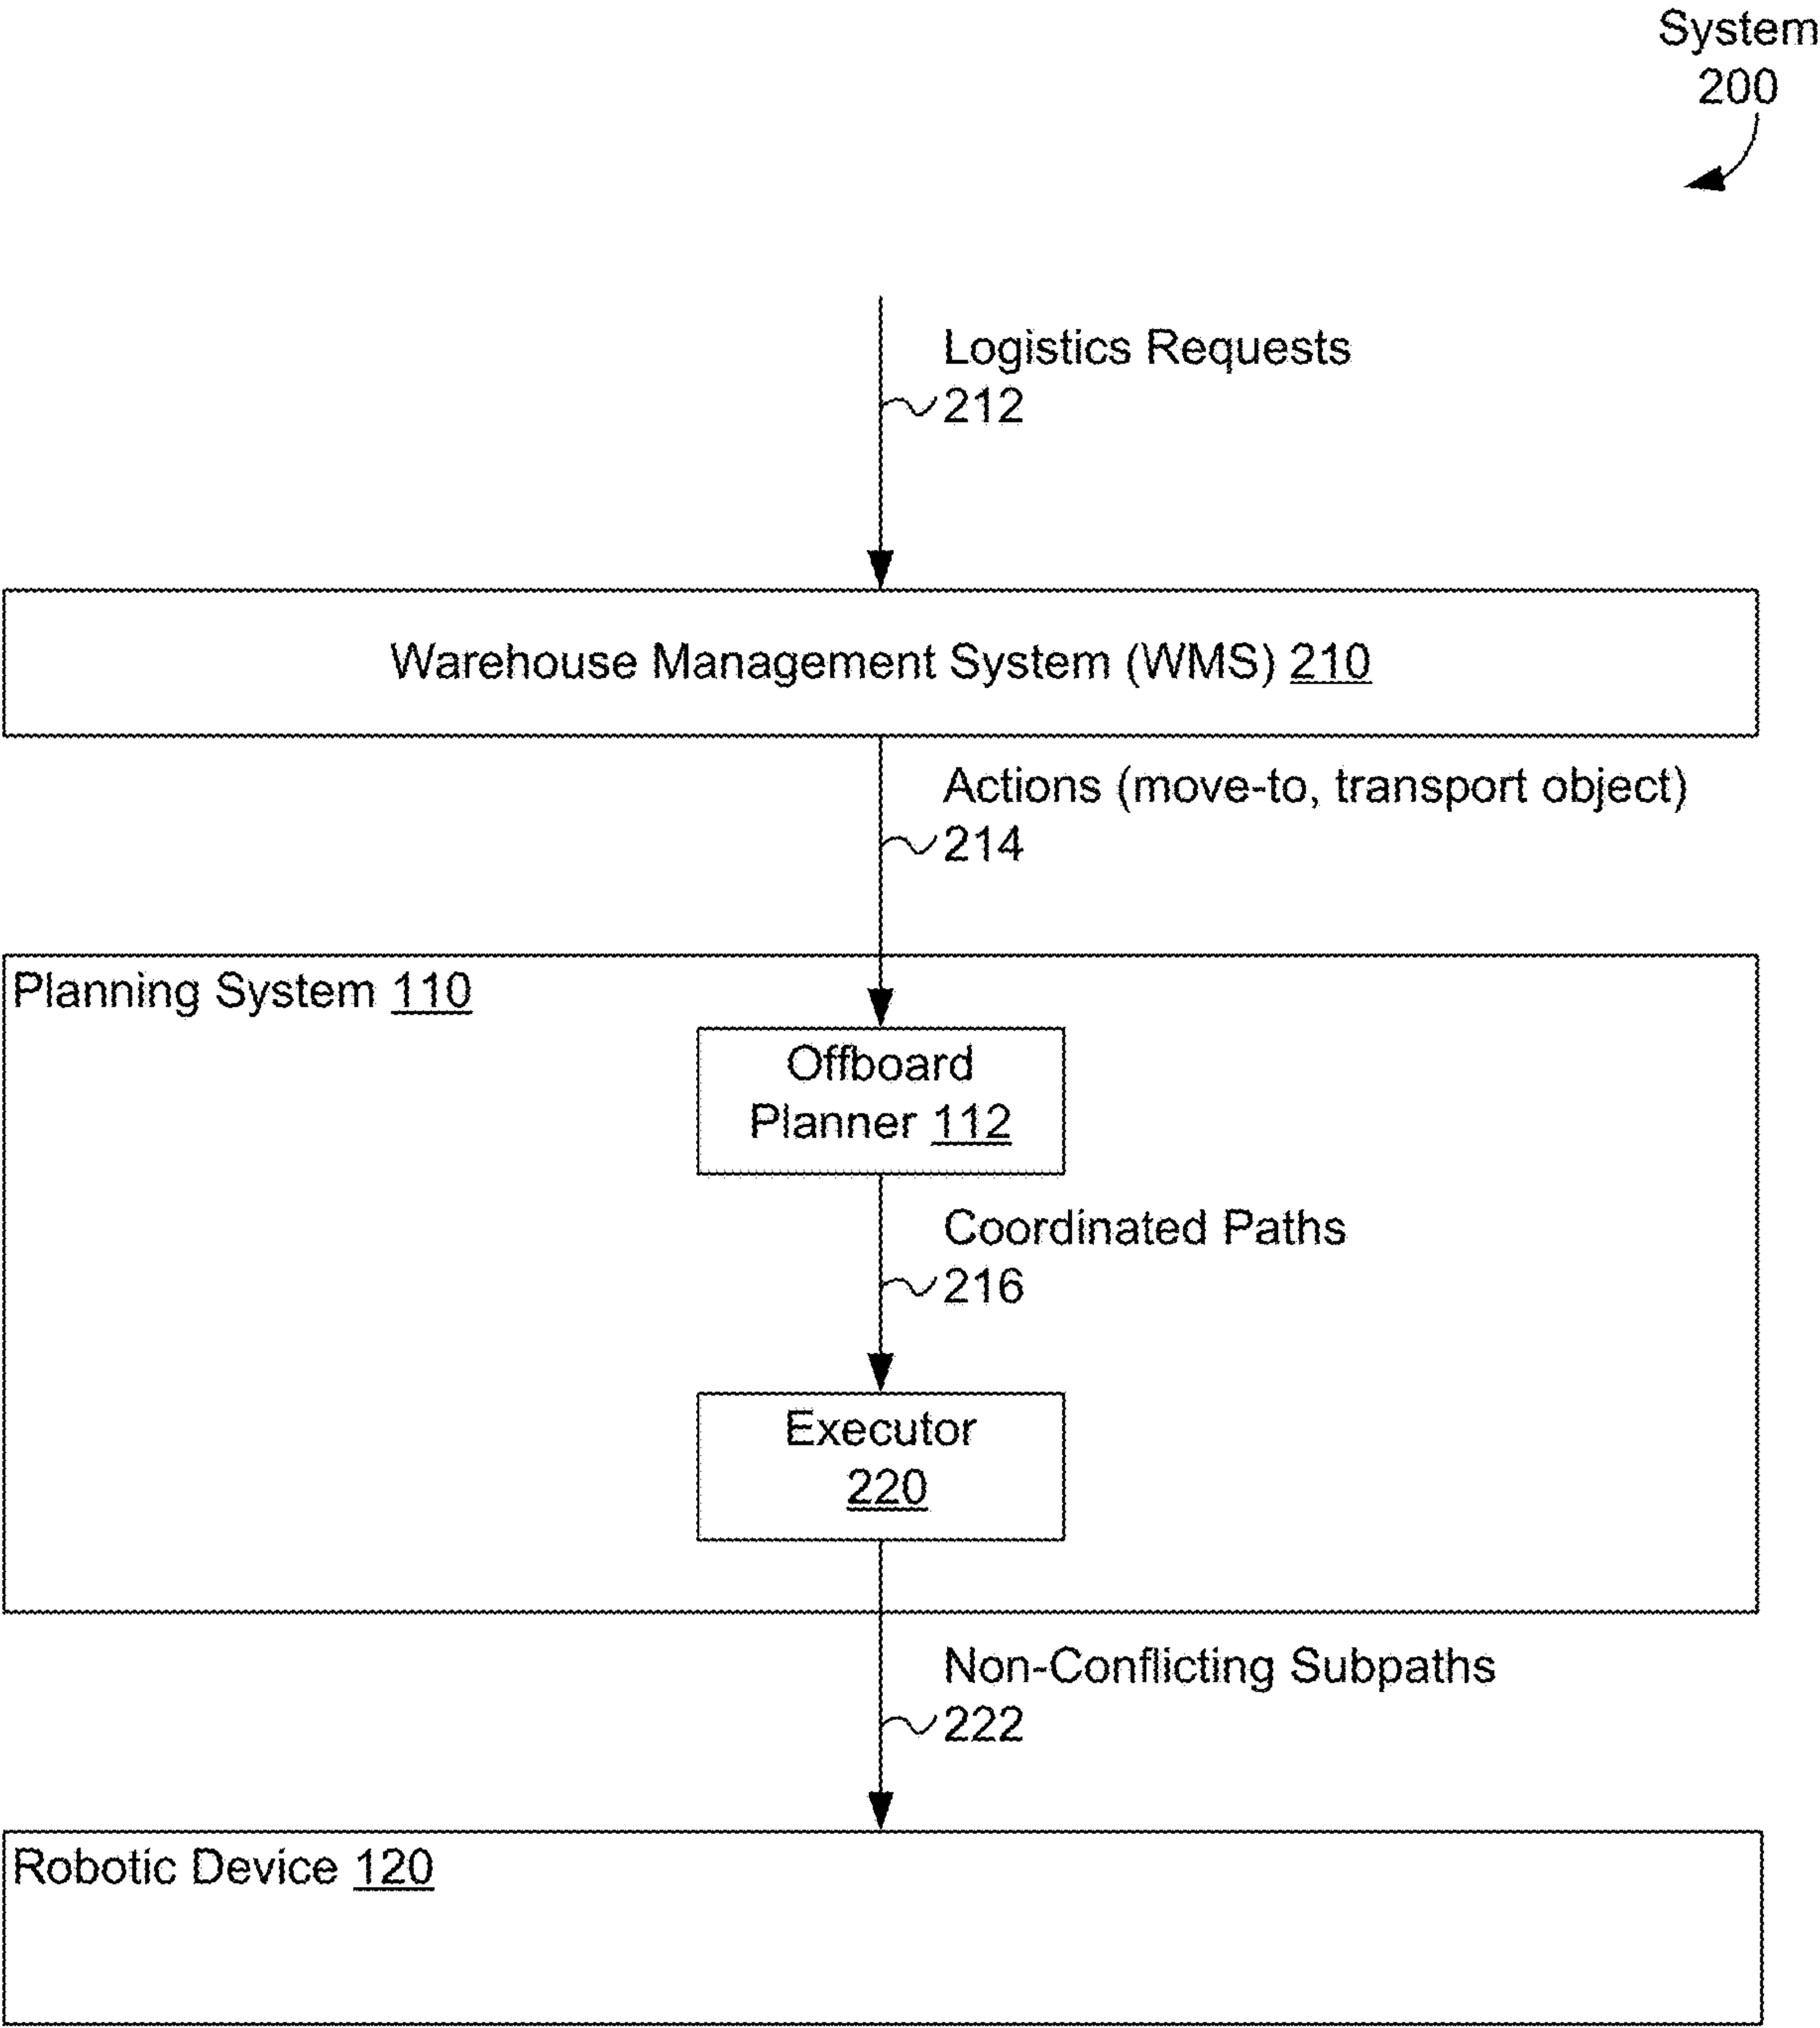 System
200
Logistics Requests
212
Warehouse Management System (WMS) 210
Actions (move-to, transport object)
214
Planning System 110
Offboard
Planner 112
Coordinated Paths
216
Executor
220
Non-Conflicting Subpaths
222
Robotic Device 120